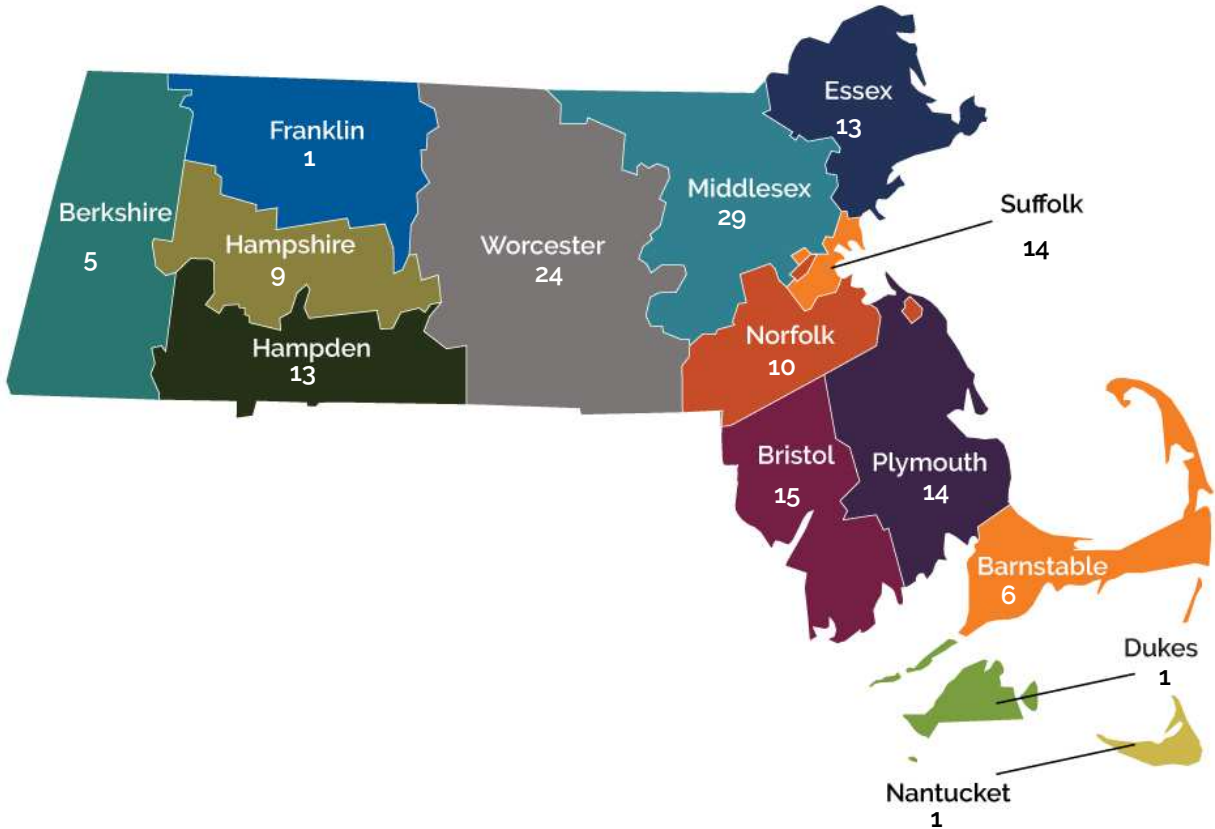 Essex
13
Franklin
1
Middlesex
29
Suffolk
14
Berkshire
5
Hampshire
9
Worcester
24
Norfolk
10
Hampden
13
Bristol
15
Plymouth
14
Barnstable
6
Dukes
1
Nantucket
1